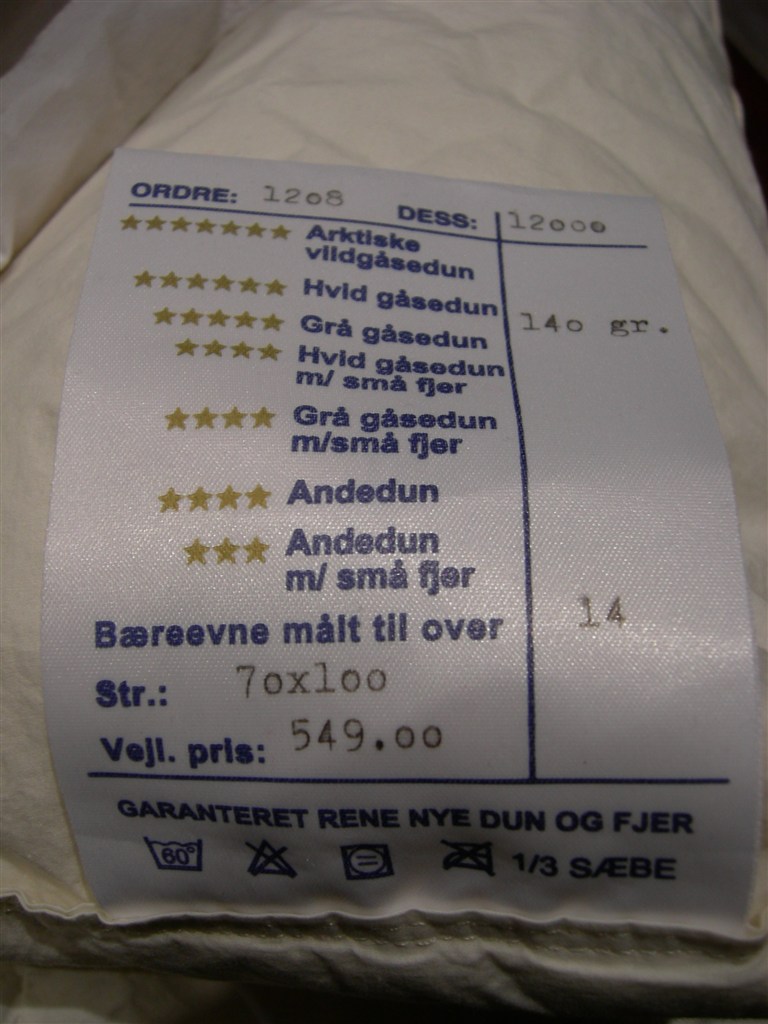 ORDRE: 1208 DESS: 12000
Arktiske
vildgåsedun
Hvid gåsedun 140 gr.
Grå gåsedun
Hvid gåsedun
m/ små fjer
Grå gåsedun
m/små fjer
Andedun
Andedun
m/ små fjer
Bæreevne målt til over 14
Str.: 70x100
Vejl. pris: 549.00
GARANTERET RENE NYE DUN OG FJER
60° 1/3 SÆBE